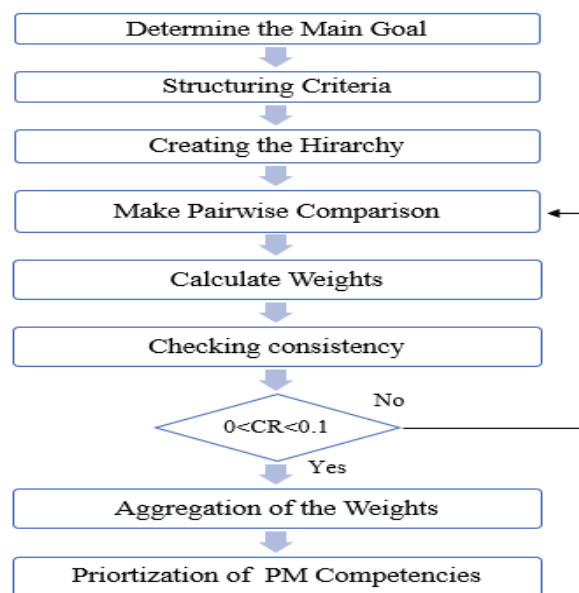 Determine the Main Goal
Structuring Criteria
Creating the Hirarchy
Make Pairwise Comparison
Calculate Weights
Checking consistency
No
0<CR<0.1
Yes
Aggregation of the Weights
Priortization of PM Competencies